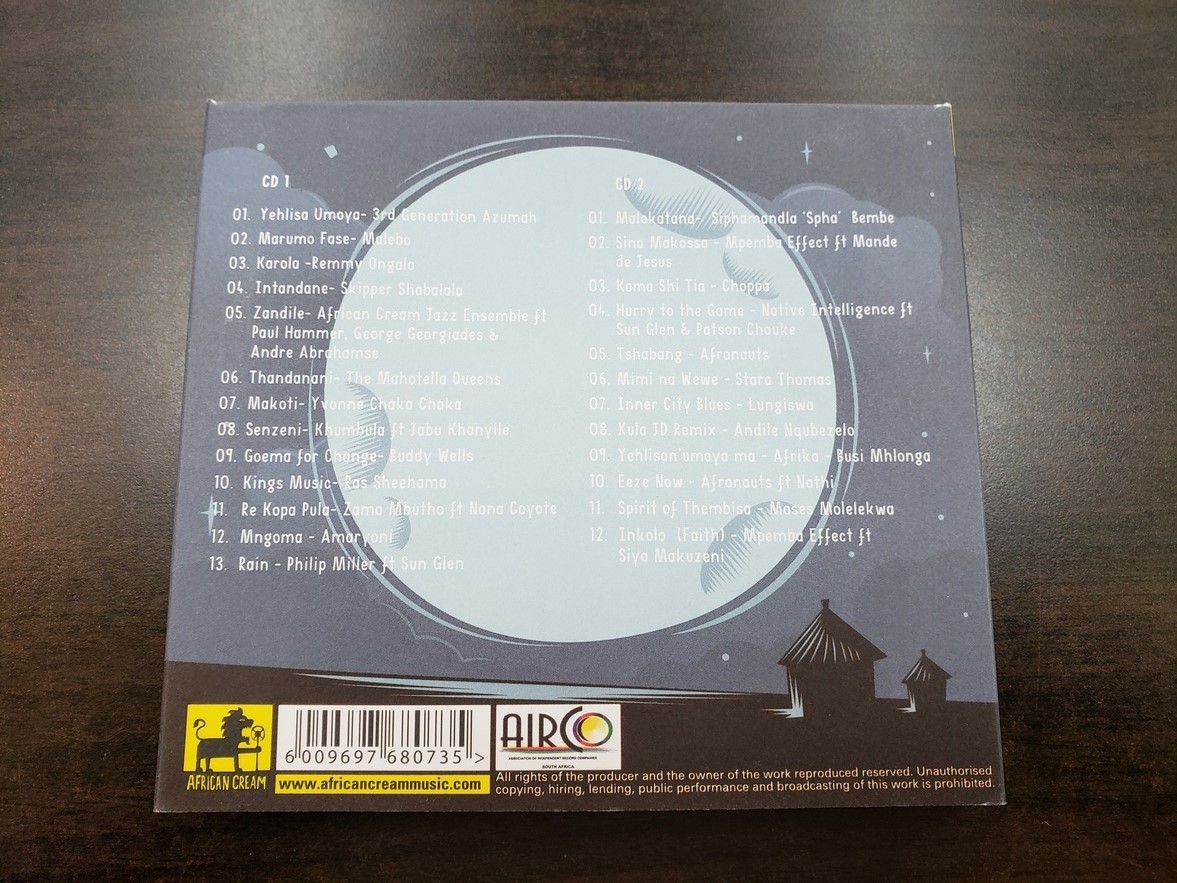 CD 1
01. Yehlisa Umoya- 3rd Generation Azumah
02. Marumo Fase- Malebo
03. Karola -Remmy Ongala
04. Intandane- Skipper Shabalala
05. Zandile- African Cream Jazz Ensemble ft
Paul Hammer, George Georgiades &
Andre Abrahamse
06. Thandanani- The Mahotella Queens
07. Makoti- Yvonne Chaka Chaka
08. Senzeni- Khumbula ft Jabu Khanyile
09. Goema for Change- Buddy Wells
10. Kings Music- Ras Sheehama
11. Re Kopa Pula- Zamo Mbutho ft Nana Coyote
12. Mngoma - Amaryoni
13. Rain - Philip Miller ft Sun Glen
CD 2
01. Malokatana- Siphamandla 'Spha' Bembe
02. Sina Makossa - Mpemba Effect ft Mande
de Jesus
03. Koma Shi Tia - Choppa
04. Hurry to the Game - Native Intelligence ft
Sun Glen & Patson Chauke
05. Tshabang - Afronauts
06. Mimi na Wewe - Stara Thomas
07. Inner City Blues - Lungiswa
08. Xula JD Remix - Andile Nqubezelo
09. Yehlisan'umoya ma - Afrika - Busi Mhlonga
10. Eeze Now - Afronauts ft Nathi
11. Spirit of Thembisa - Moses Molelekwa
12. Inkolo (Faith) - Mpemba Effect ft
Siya Makuzeni
AFRICAN CREAM
6 009697 680735 >
www.africancreammusic.com
AIRCO
ASSOCIATION OF INDEPENDENT RECORD COMPANIES
SOUTH AFRICA
All rights of the producer and the owner of the work reproduced reserved. Unauthorised
copying, hiring, lending, public performance and broadcasting of this work is prohibited.